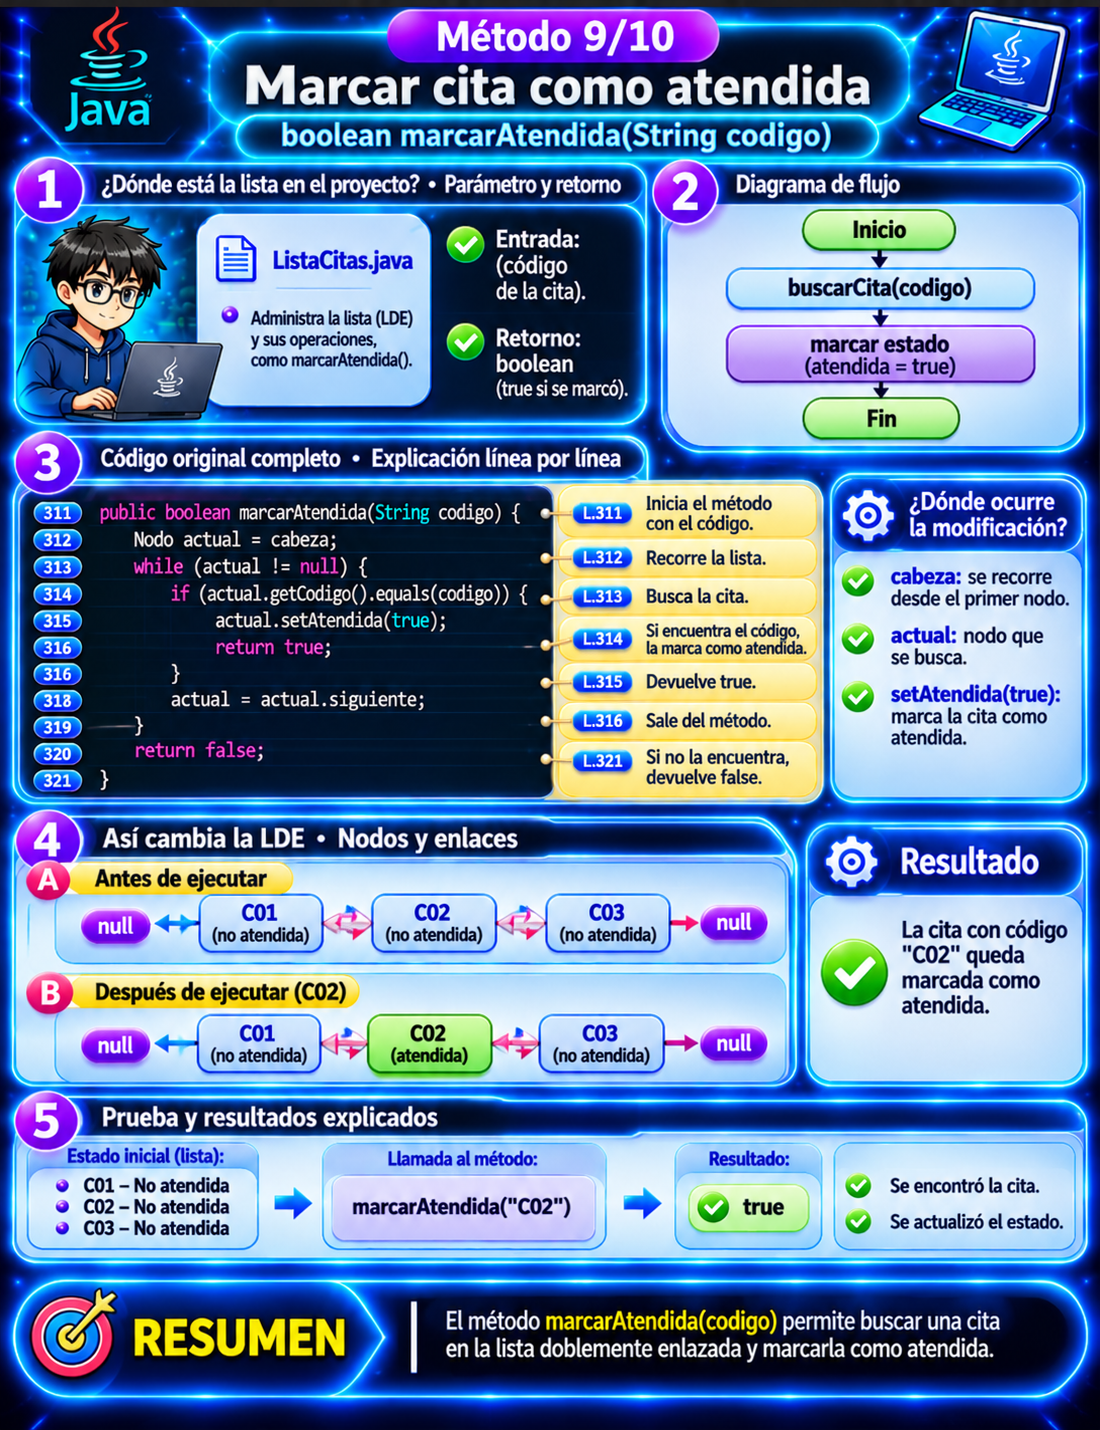 Java
Método 9/10
Marcar cita como atendida
boolean marcarAtendida(String codigo)
1
¿Dónde está la lista en el proyecto? • Parámetro y retorno
ListaCitas.java
Administra la lista (LDE)
y sus operaciones,
como marcarAtendida().
Entrada:
(código
de la cita).
Retorno:
boolean
(true si se marcó).
2
Diagrama de flujo
Inicio
buscarCita(codigo)
marcar estado
(atendida = true)
Fin
3
Código original completo • Explicación línea por línea
311 public boolean marcarAtendida(String codigo) {
312 Nodo actual = cabeza;
313 while (actual != null) {
314 if (actual.getCodigo().equals(codigo)) {
315 actual.setAtendida(true);
316 return true;
316 }
318 actual = actual.siguiente;
319 }
320 return false;
321 }
L.311 Inicia el método
con el código.
L.312 Recorre la lista.
L.313 Busca la cita.
L.314 Si encuentra el código,
la marca como atendida.
L.315 Devuelve true.
L.316 Sale del método.
L.321 Si no la encuentra,
devuelve false.
¿Dónde ocurre
la modificación?
cabeza: se recorre
desde el primer nodo.
actual: nodo que
se busca.
setAtendida(true):
marca la cita como
atendida.
4
Así cambia la LDE • Nodos y enlaces
A Antes de ejecutar
null C01 C02 C03 null
(no atendida) (no atendida) (no atendida)
B Después de ejecutar (C02)
null C01 C02 C03 null
(no atendida) (atendida) (no atendida)
Resultado
La cita con código
"C02" queda
marcada como
atendida.
5
Prueba y resultados explicados
Estado inicial (lista):
C01 – No atendida
C02 – No atendida
C03 – No atendida
Llamada al método:
marcarAtendida("C02")
Resultado:
true
Se encontró la cita.
Se actualizó el estado.
RESUMEN
El método marcarAtendida(codigo) permite buscar una cita
en la lista doblemente enlazada y marcarla como atendida.